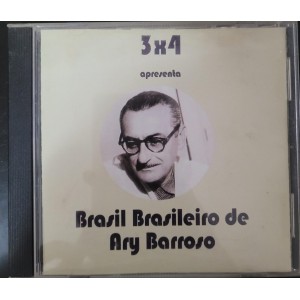 3x4
apresenta
Brasil Brasileiro de
Ary Barroso